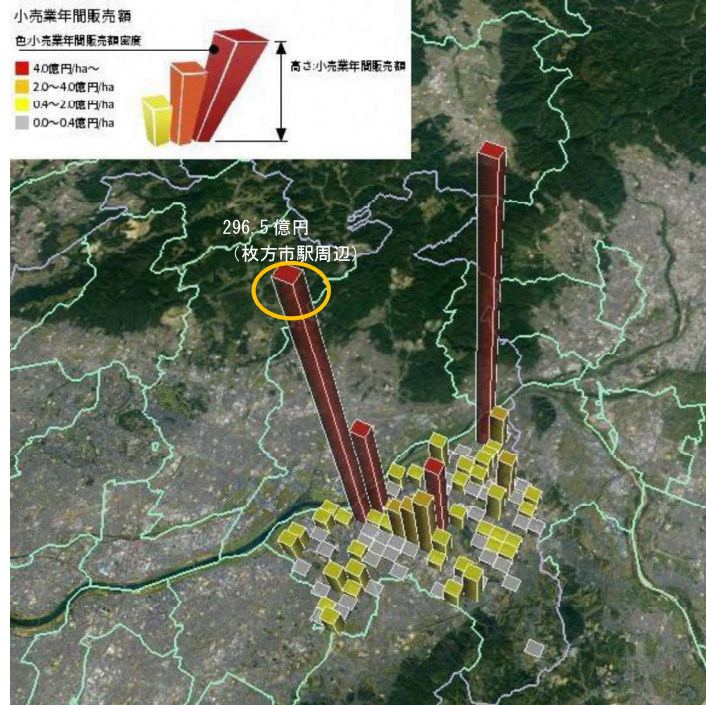 小売業年間販売額
色:小売業年間販売額密度
4.0億円/ha～
2.0～4.0億円/ha
0.4～2.0億円/ha
0.0～0.4億円/ha
高さ:小売業年間販売額
296.5億円
（枚方市駅周辺）